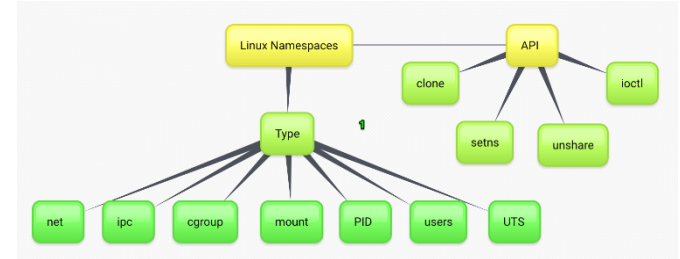 Linux Namespaces
API
clone
ioctl
setns
unshare
Type
1
net
ipc
cgroup
mount
PID
users
UTS